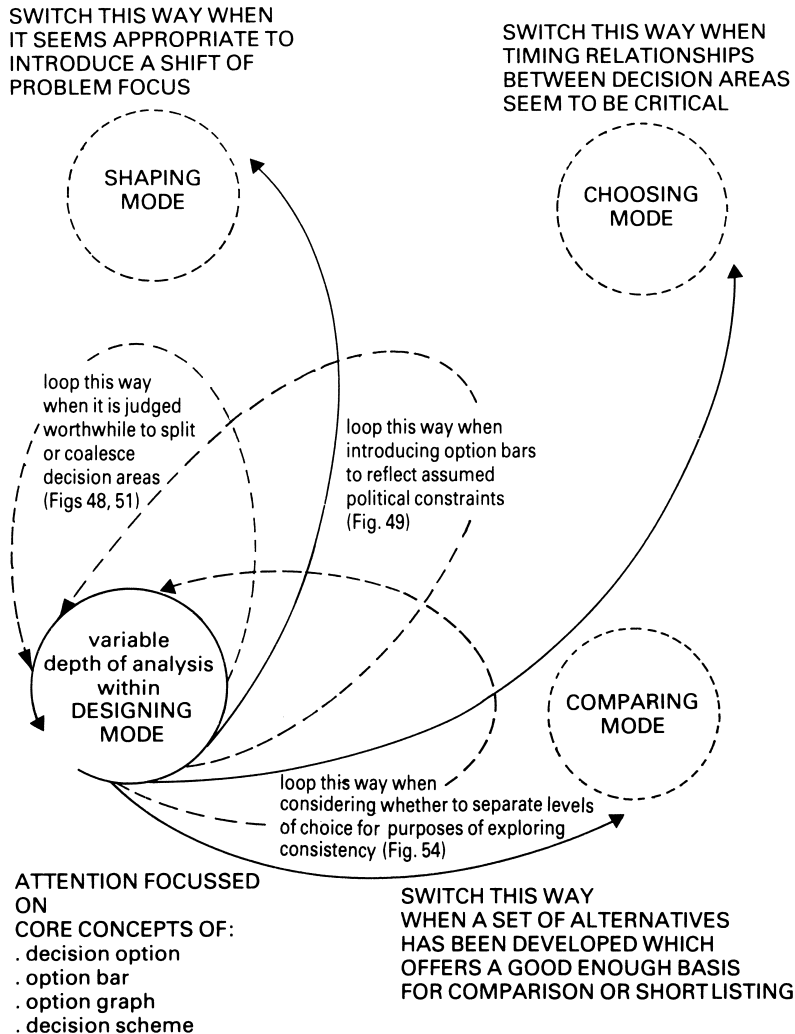 SWITCH THIS WAY WHEN
IT SEEMS APPROPRIATE TO
INTRODUCE A SHIFT OF
PROBLEM FOCUS
SWITCH THIS WAY WHEN
TIMING RELATIONSHIPS
BETWEEN DECISION AREAS
SEEM TO BE CRITICAL
SHAPING
MODE
CHOOSING
MODE
loop this way
when it is judged
worthwhile to split
or coalesce
decision areas
(Figs 48, 51)
loop this way when
introducing option bars
to reflect assumed
political constraints
(Fig. 49)
variable
depth of analysis
within
DESIGNING
MODE
COMPARING
MODE
loop this way when
considering whether to separate levels
of choice for purposes of exploring
consistency (Fig. 54)
ATTENTION FOCUSSED
ON
CORE CONCEPTS OF:
. decision option
. option bar
. option graph
. decision scheme
SWITCH THIS WAY
WHEN A SET OF ALTERNATIVES
HAS BEEN DEVELOPED WHICH
OFFERS A GOOD ENOUGH BASIS
FOR COMPARISON OR SHORTLISTING